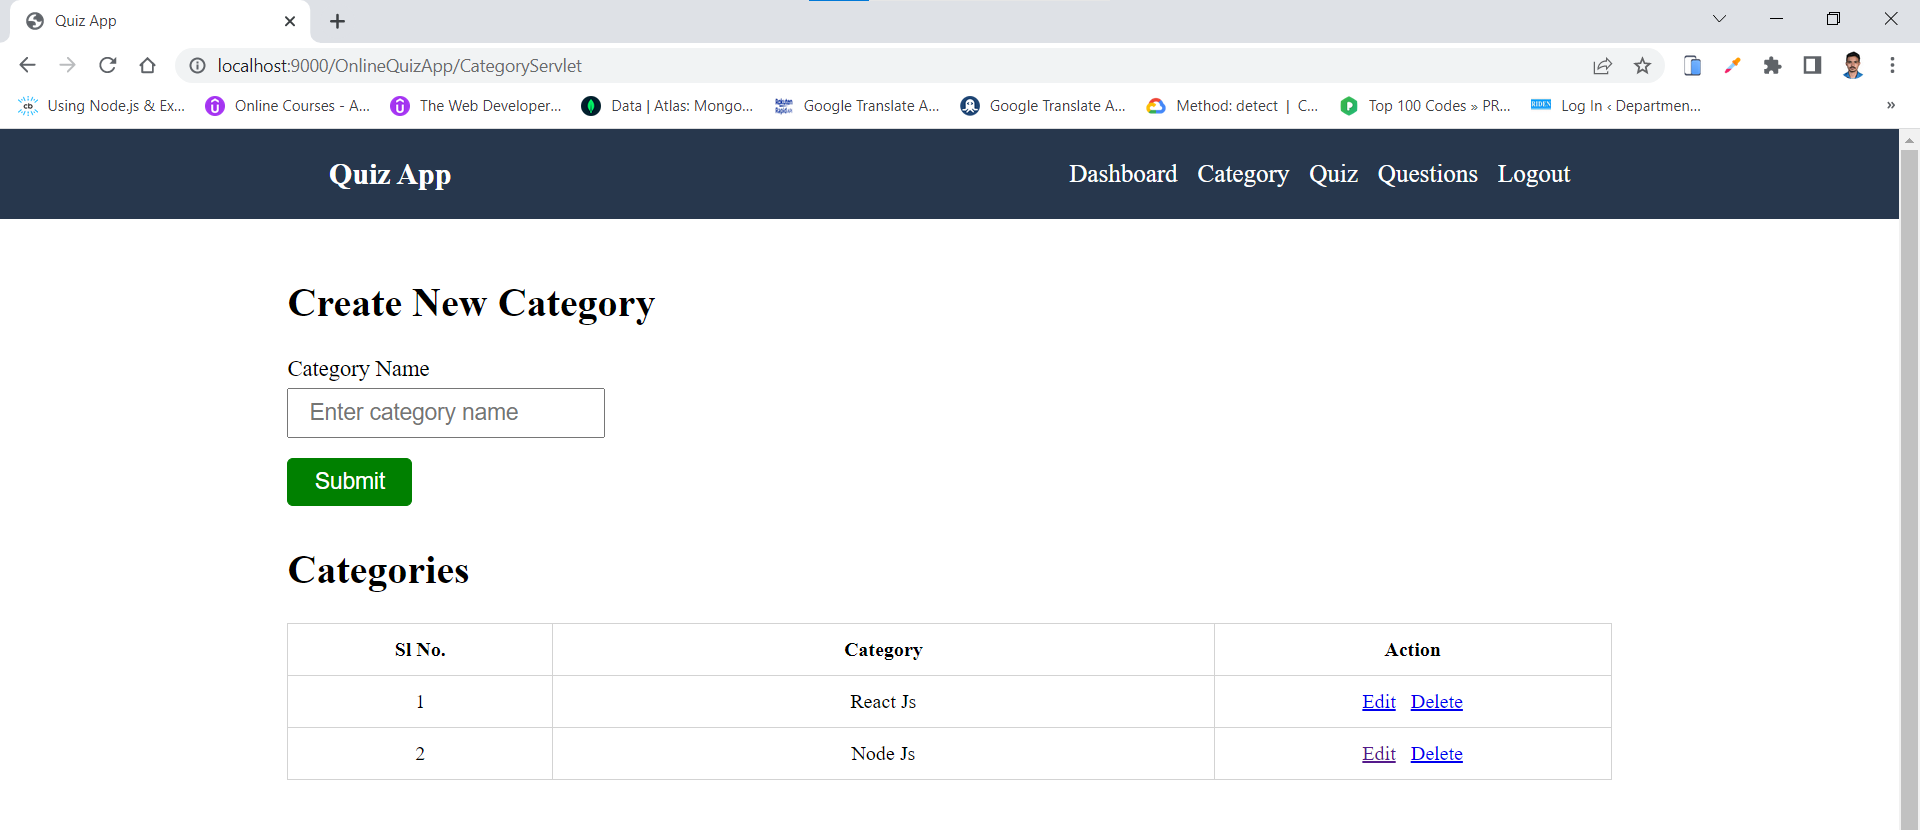 Quiz App
localhost:9000/OnlineQuizApp/CategoryServlet
cb Using Node.js & Ex... Online Courses - A... The Web Developer... Data | Atlas: Mongo... Google Translate A... Google Translate A... Method: detect | C... Top 100 Codes » PR... RIDEN Log In ‹ Departmen... »
Quiz App Dashboard Category Quiz Questions Logout
Create New Category
Category Name
Enter category name
Submit
Categories
Sl No. Category Action
1 React Js Edit Delete
2 Node Js Edit Delete